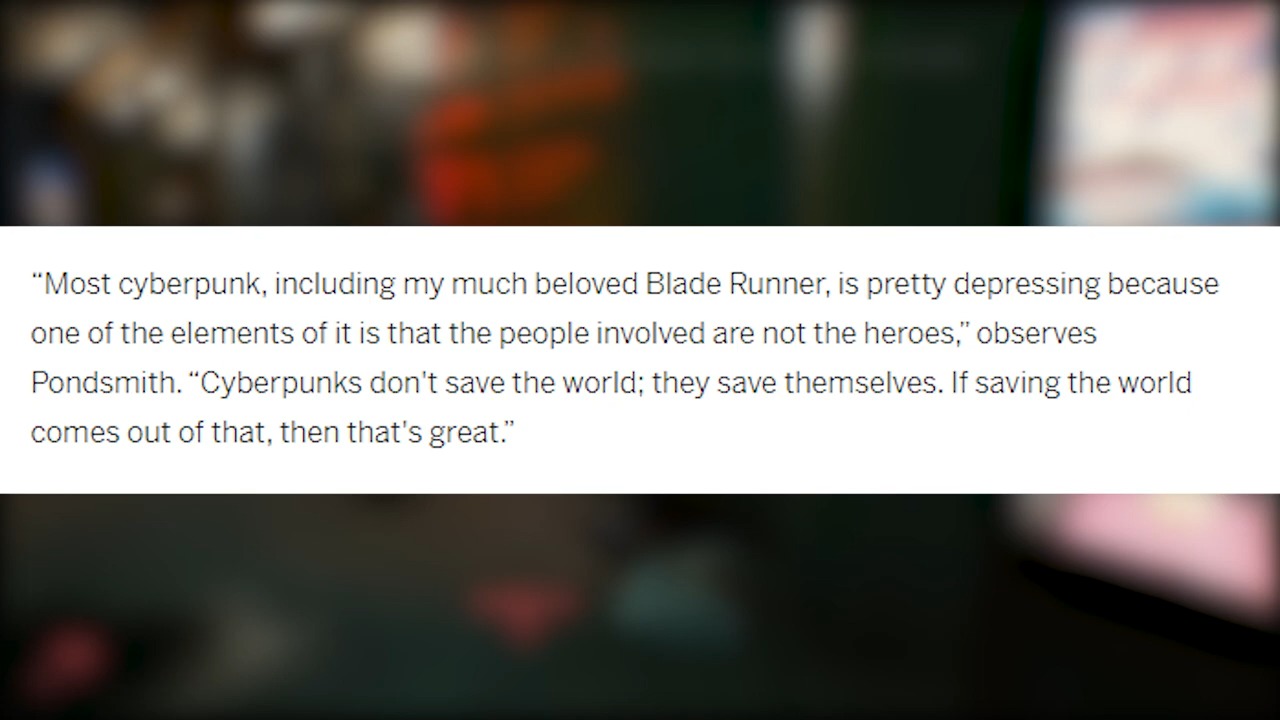 “Most cyberpunk, including my much beloved Blade Runner, is pretty depressing because
one of the elements of it is that the people involved are not the heroes,” observes
Pondsmith. “Cyberpunks don't save the world; they save themselves. If saving the world
comes out of that, then that's great.”